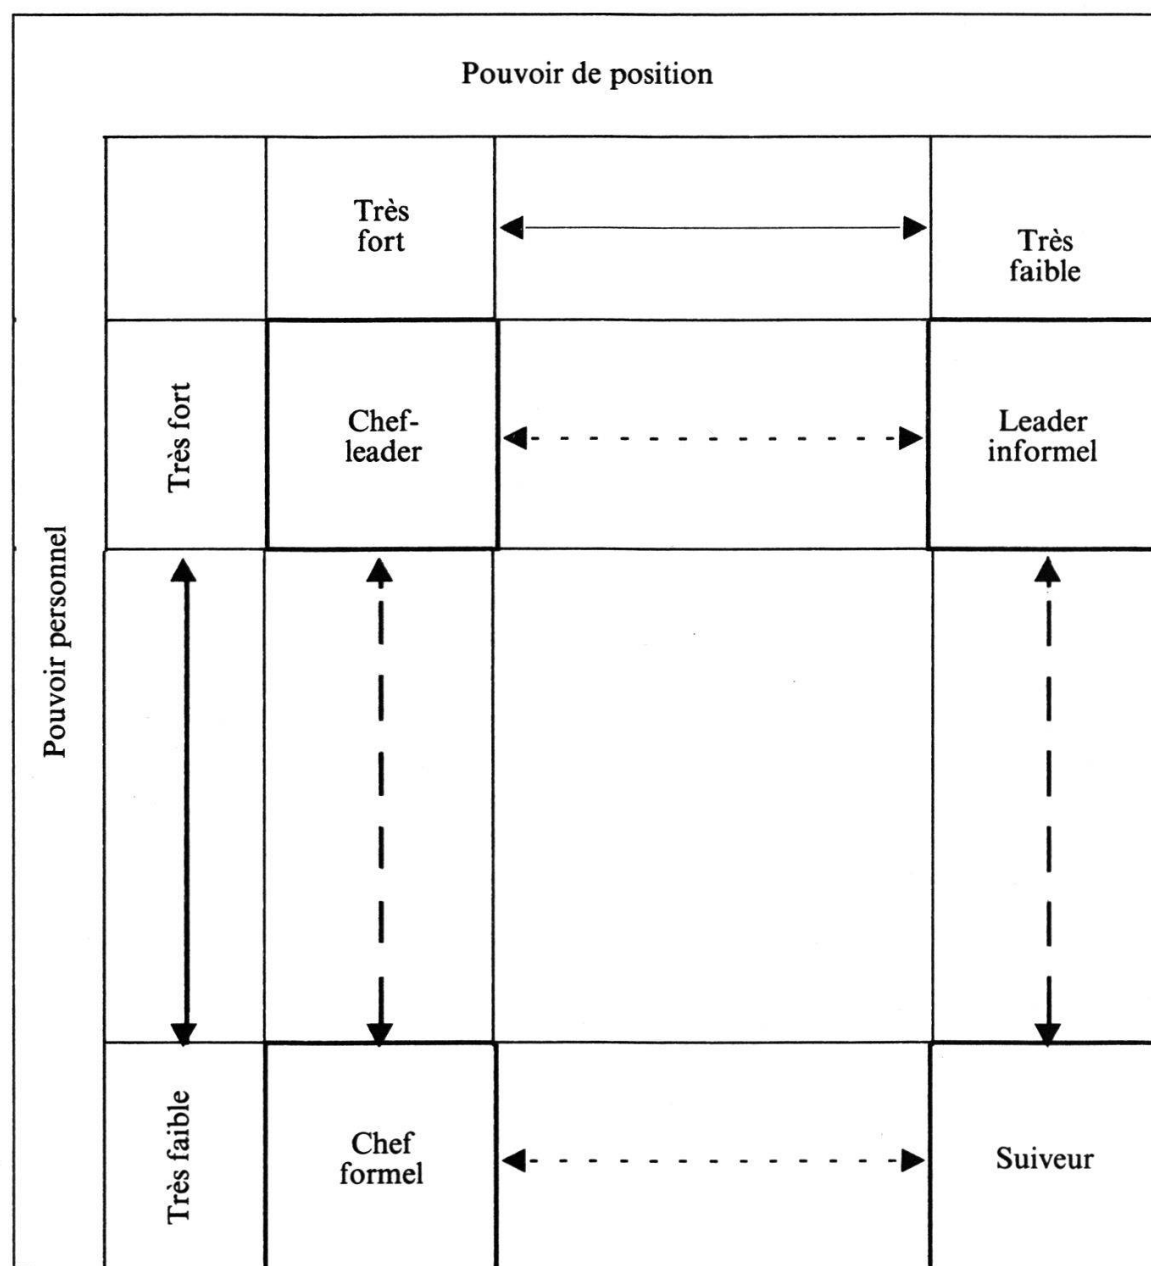 Pouvoir de position
Très
fort
Très
faible
Pouvoir personnel
Très fort
Chef-
leader
Leader
informel
Très faible
Chef
formel
Suiveur